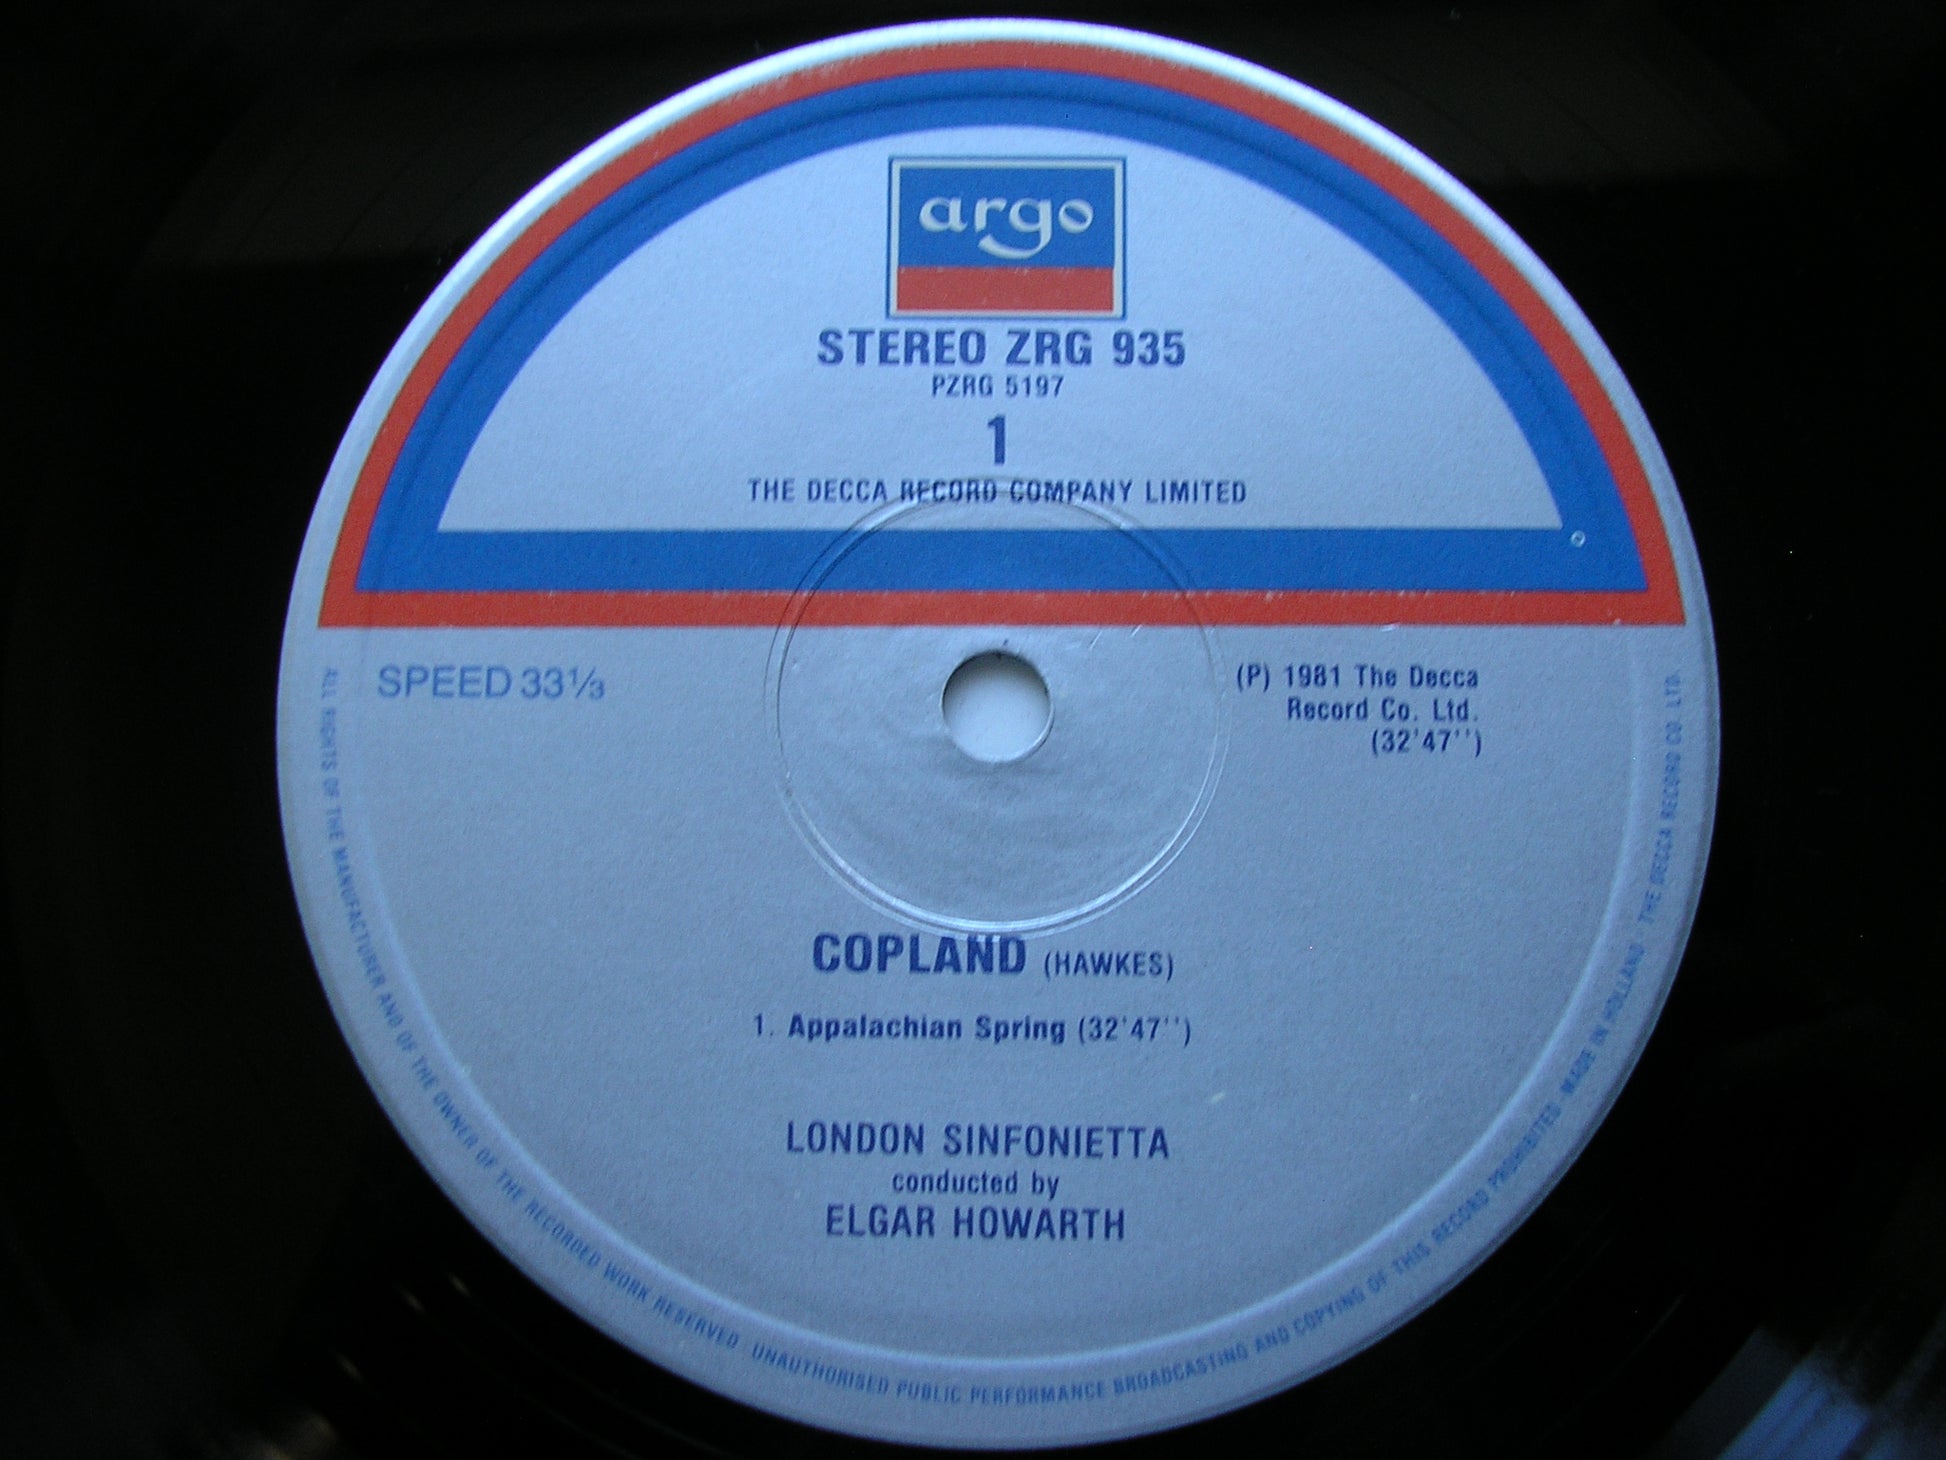 argo
STEREO ZRG 935
PZRG 5197
1
THE DECCA RECORD COMPANY LIMITED
SPEED 33⅓
(P) 1981 The Decca
Record Co. Ltd.
(32'47'')
COPLAND (HAWKES)
1. Appalachian Spring (32'47'')
LONDON SINFONIETTA
conducted by
ELGAR HOWARTH
ALL RIGHTS OF THE MANUFACTURER AND OF THE OWNER OF THE RECORDED WORK RESERVED · UNAUTHORISED PUBLIC PERFORMANCE BROADCASTING AND COPYING OF THIS RECORD PROHIBITED · MADE IN HOLLAND · THE DECCA RECORD CO. LTD.